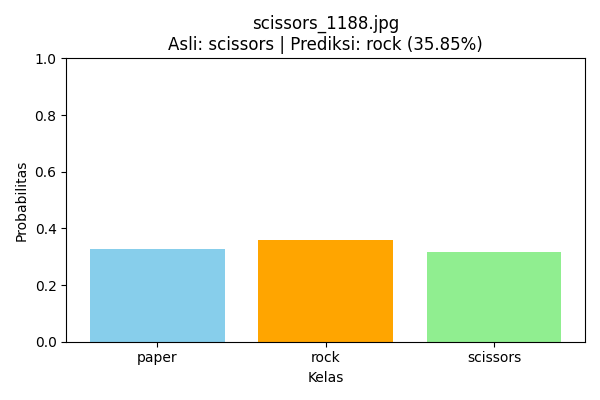 scissors_1188.jpg
Asli: scissors | Prediksi: rock (35.85%)
1.0
0.8
0.6
0.4
0.2
0.0
Probabilitas
paper rock scissors
Kelas